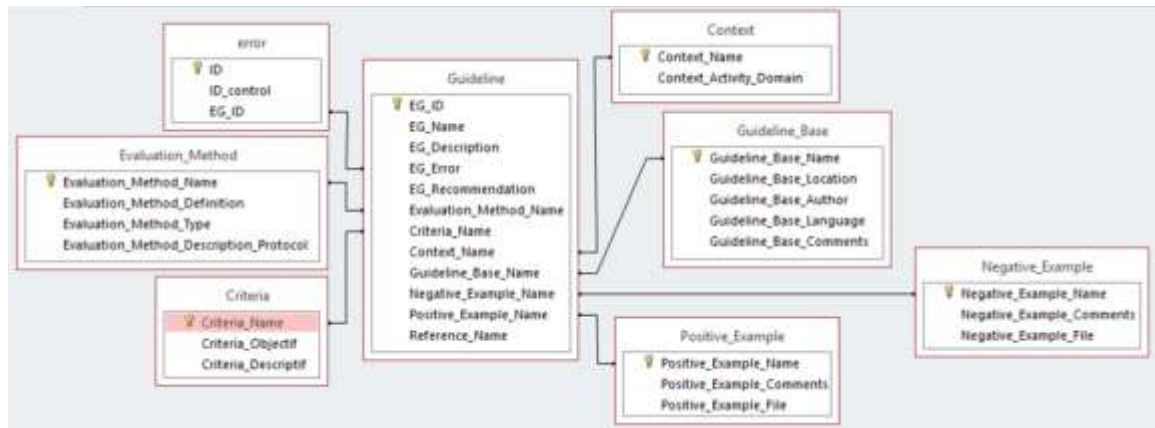 error
ID
ID_control
EG_ID
Evaluation_Method
Evaluation_Method_Name
Evaluation_Method_Definition
Evaluation_Method_Type
Evaluation_Method_Description_Protocol
Criteria
Criteria_Name
Criteria_Objectif
Criteria_Descriptif
Guideline
EG_ID
EG_Name
EG_Description
EG_Error
EG_Recommendation
Evaluation_Method_Name
Criteria_Name
Context_Name
Guideline_Base_Name
Negative_Example_Name
Positive_Example_Name
Reference_Name
Context
Context_Name
Context_Activity_Domain
Guideline_Base
Guideline_Base_Name
Guideline_Base_Location
Guideline_Base_Author
Guideline_Base_Language
Guideline_Base_Comments
Negative_Example
Negative_Example_Name
Negative_Example_Comments
Negative_Example_File
Positive_Example
Positive_Example_Name
Positive_Example_Comments
Positive_Example_File